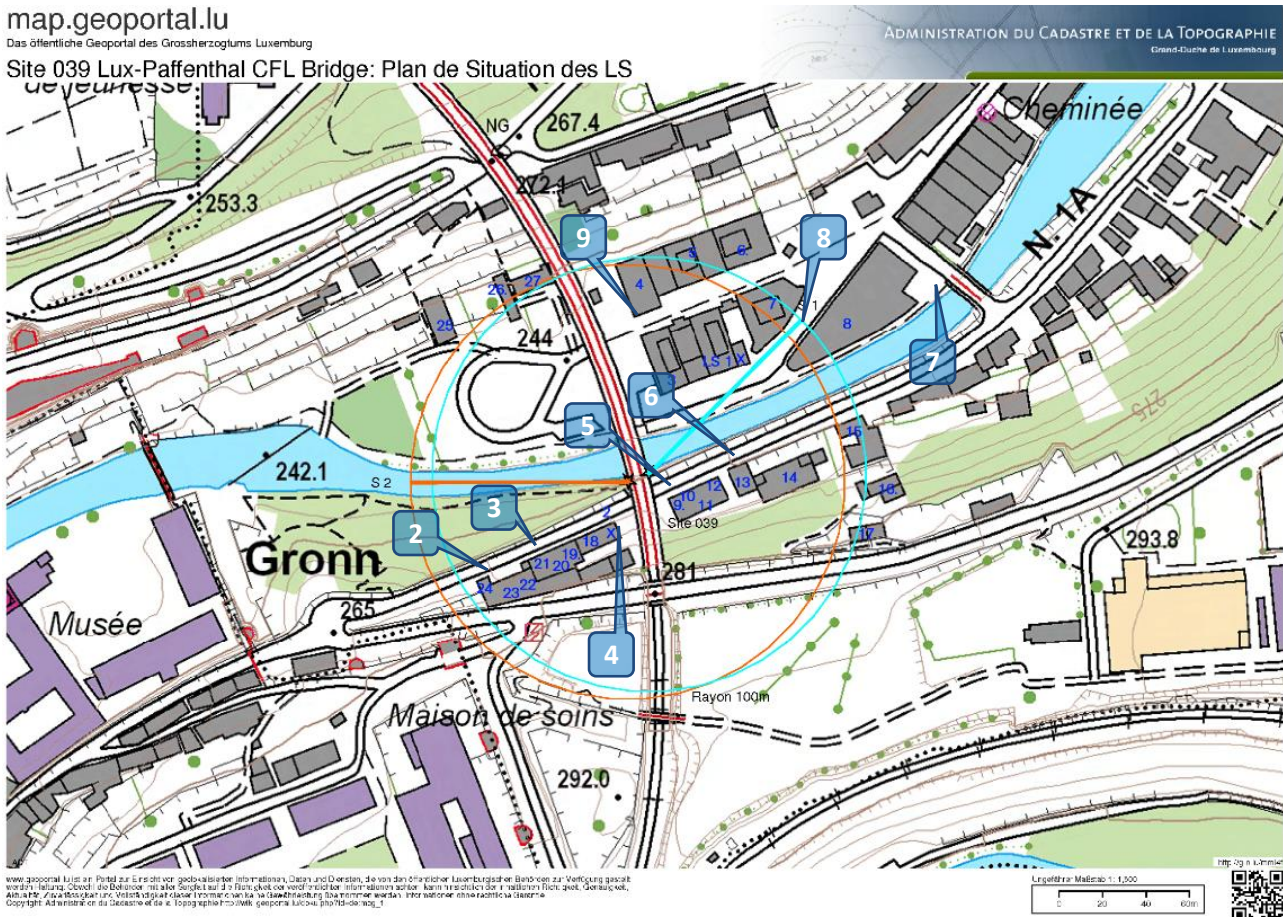 map.geoportal.lu
Das öffentliche Geoportal des Grossherzogtums Luxemburg
ADMINISTRATION DU CADASTRE ET DE LA TOPOGRAPHIE
Grand-Duché de Luxembourg
Site 039 Lux-Paffenthal CFL Bridge: Plan de Situation des LS
de jeunesse
NG
267.4
Cheminée
272.1
253.3
N. 1A
9
8
5
6
4
27
26
7
S 1
25
8
244
LS 1 X
7
6
275
5
15
242.1
S 2
13
14
12
10
9
11
16
3
2
Site 039
2
X
17
293.8
Gronn
18
19
21
20
281
24
23
22
265
Musée
4
Rayon 100m
Maison de soins
292.0
Ungefährer Maßstab 1: 1,500
0 20 40 60m